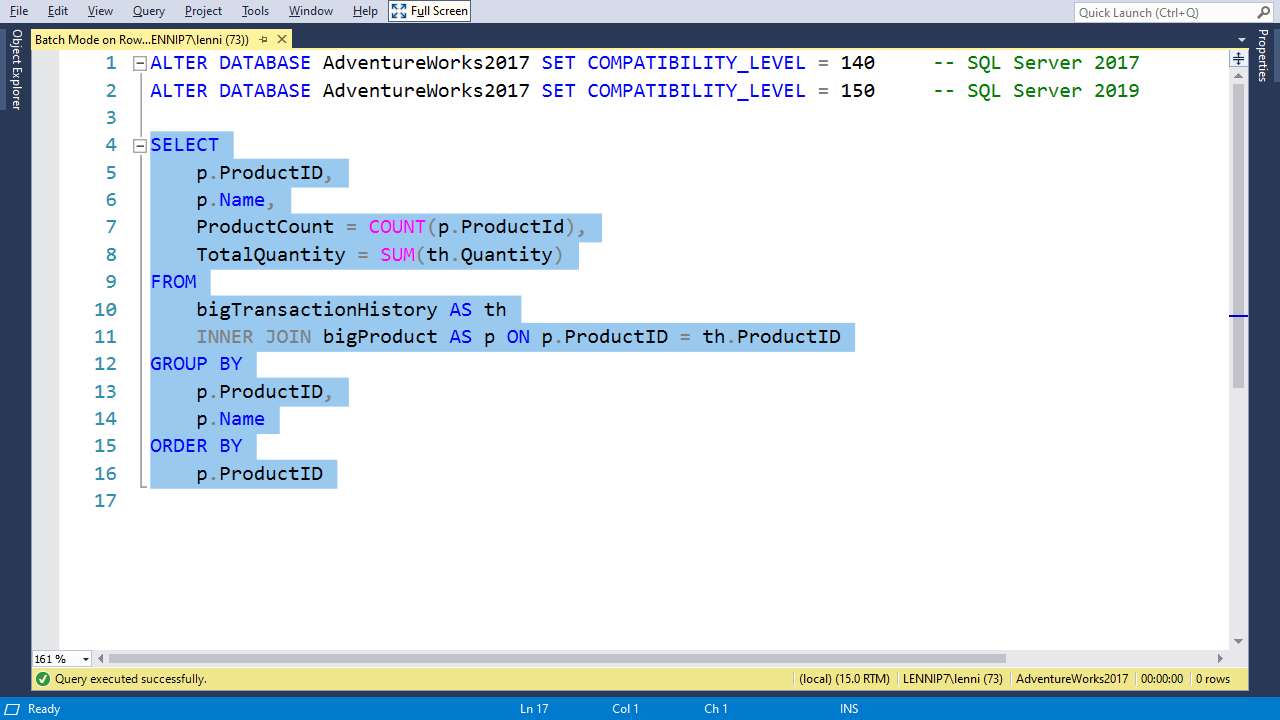 File Edit View Query Project Tools Window Help Full Screen
Quick Launch (Ctrl+Q)
Object Explorer
Properties
Batch Mode on Row...ENNIP7\lenni (73))
1 ALTER DATABASE AdventureWorks2017 SET COMPATIBILITY_LEVEL = 140 -- SQL Server 2017
2 ALTER DATABASE AdventureWorks2017 SET COMPATIBILITY_LEVEL = 150 -- SQL Server 2019
3
4 SELECT
5 p.ProductID,
6 p.Name,
7 ProductCount = COUNT(p.ProductId),
8 TotalQuantity = SUM(th.Quantity)
9 FROM
10 bigTransactionHistory AS th
11 INNER JOIN bigProduct AS p ON p.ProductID = th.ProductID
12 GROUP BY
13 p.ProductID,
14 p.Name
15 ORDER BY
16 p.ProductID
17
161 %
Query executed successfully. (local) (15.0 RTM) LENNIP7\lenni (73) AdventureWorks2017 00:00:00 0 rows
Ready Ln 17 Col 1 Ch 1 INS